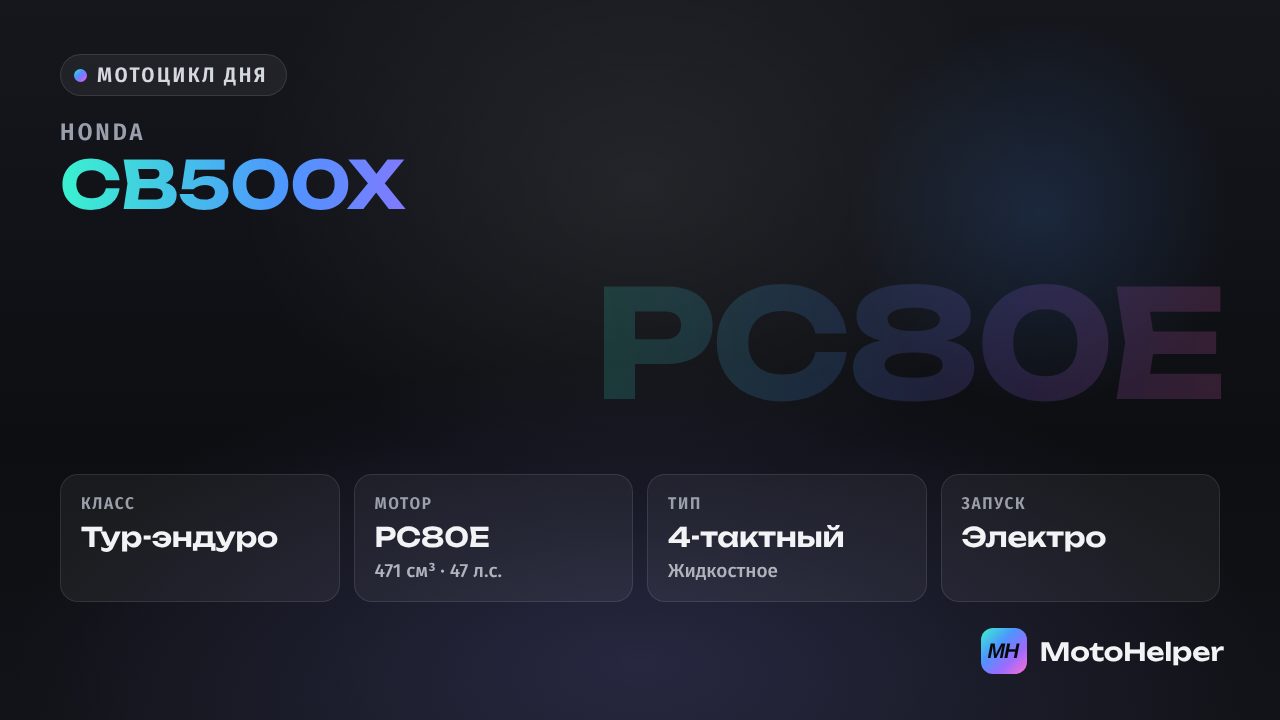 МОТОЦИКЛ ДНЯ
HONDA
CB500X
PC80E
КЛАСС
Тур-эндуро
МОТОР
PC80E
471 см³ · 47 л.с.
ТИП
4-тактный
Жидкостное
ЗАПУСК
Электро
MH MotoHelper